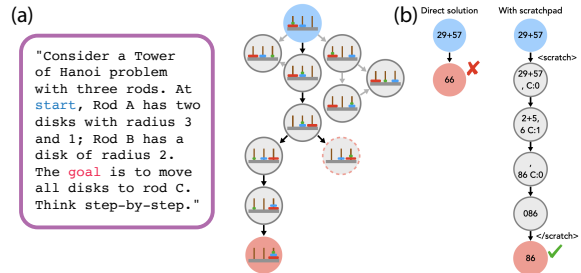 (a)
"Consider a Tower
of Hanoi problem
with three rods. At
start, Rod A has two
disks with radius 3
and 1; Rod B has a
disk of radius 2.
The goal is to move
all disks to rod C.
Think step-by-step."
(b)
Direct solution
29+57
66
With scratchpad
29+57
<scratch>
29+57
, C:0
2+5,
6 C:1
,
86 C:0
086
</scratch>
86